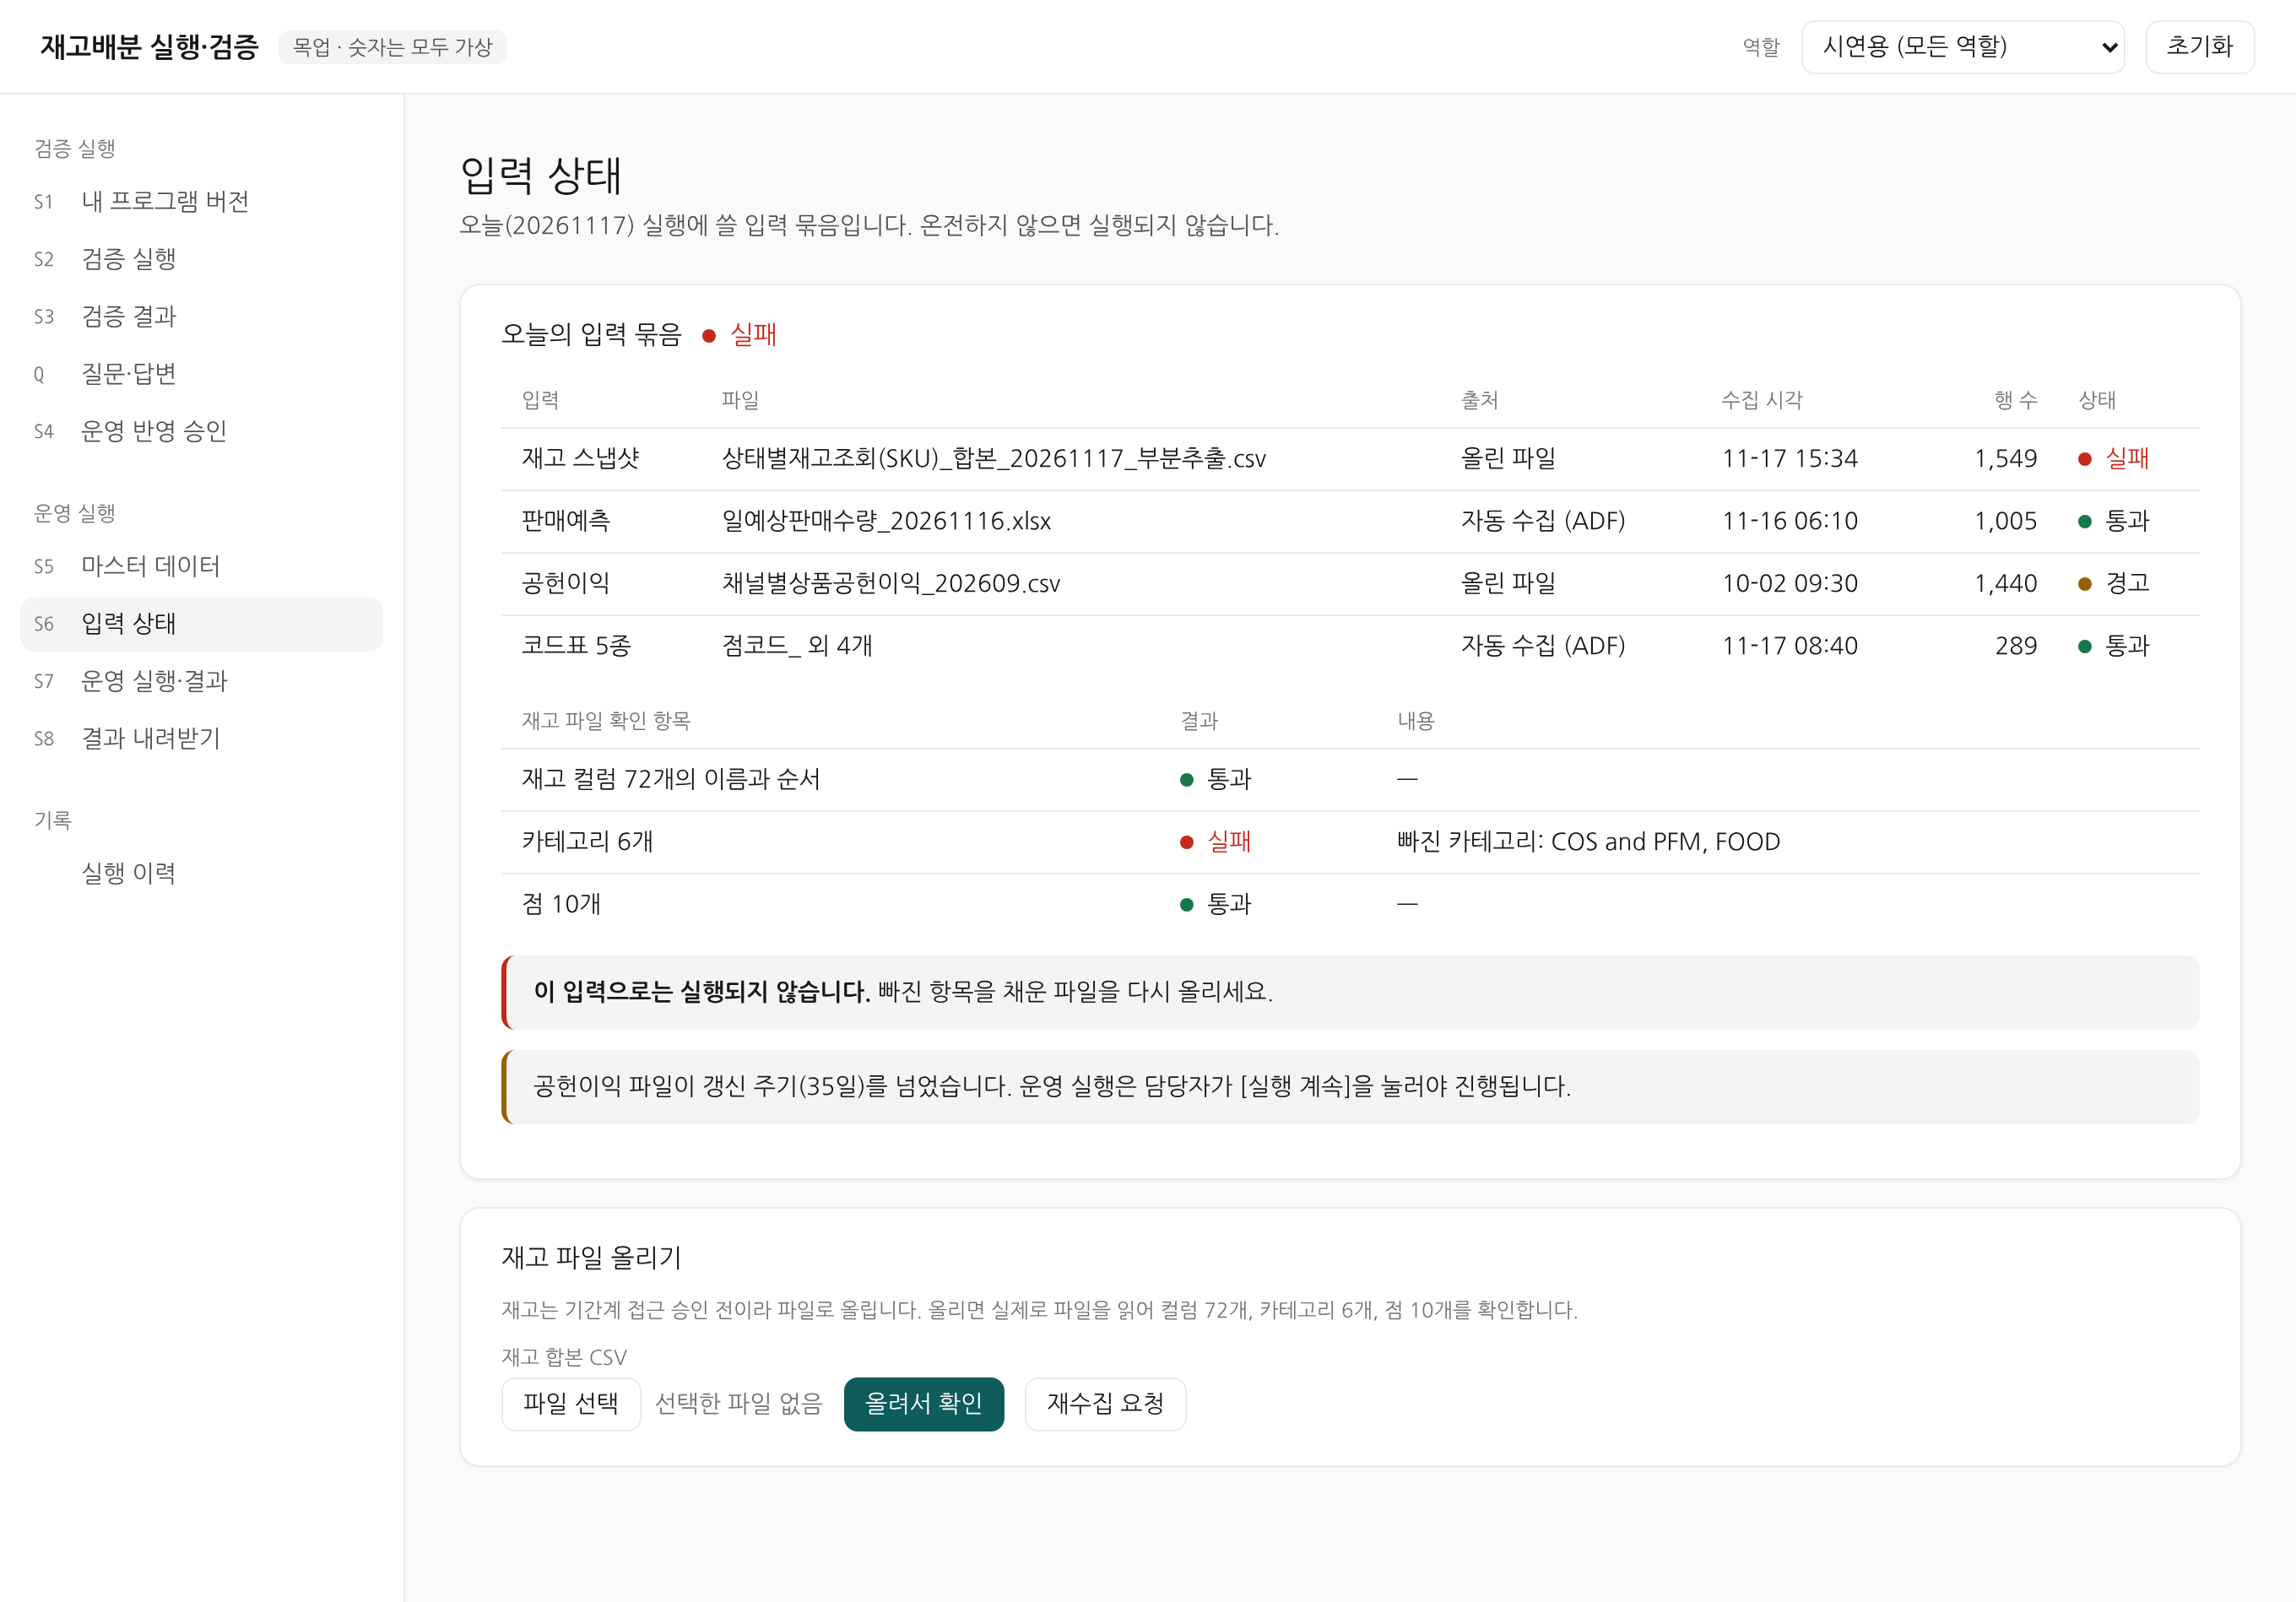 재고배분 실행·검증 목업 · 숫자는 모두 가상 역할 시연용 (모든 역할) 초기화
검증 실행
S1 내 프로그램 버전
S2 검증 실행
S3 검증 결과
Q 질문·답변
S4 운영 반영 승인
운영 실행
S5 마스터 데이터
S6 입력 상태
S7 운영 실행·결과
S8 결과 내려받기
기록
실행 이력
입력 상태
오늘(20261117) 실행에 쓸 입력 묶음입니다. 온전하지 않으면 실행되지 않습니다.
오늘의 입력 묶음 실패
입력 파일 출처 수집 시각 행 수 상태
재고 스냅샷 상태별재고조회(SKU)_합본_20261117_부분추출.csv 올린 파일 11-17 15:34 1,549 실패
판매예측 일예상판매수량_20261116.xlsx 자동 수집 (ADF) 11-16 06:10 1,005 통과
공헌이익 채널별상품공헌이익_202609.csv 올린 파일 10-02 09:30 1,440 경고
코드표 5종 점코드_ 외 4개 자동 수집 (ADF) 11-17 08:40 289 통과
재고 파일 확인 항목 결과 내용
재고 컬럼 72개의 이름과 순서 통과 —
카테고리 6개 실패 빠진 카테고리: COS and PFM, FOOD
점 10개 통과 —
이 입력으로는 실행되지 않습니다. 빠진 항목을 채운 파일을 다시 올리세요.
공헌이익 파일이 갱신 주기(35일)를 넘었습니다. 운영 실행은 담당자가 [실행 계속]을 눌러야 진행됩니다.
재고 파일 올리기
재고는 기간계 접근 승인 전이라 파일로 올립니다. 올리면 실제로 파일을 읽어 컬럼 72개, 카테고리 6개, 점 10개를 확인합니다.
재고 합본 CSV
파일 선택 선택한 파일 없음 올려서 확인 재수집 요청